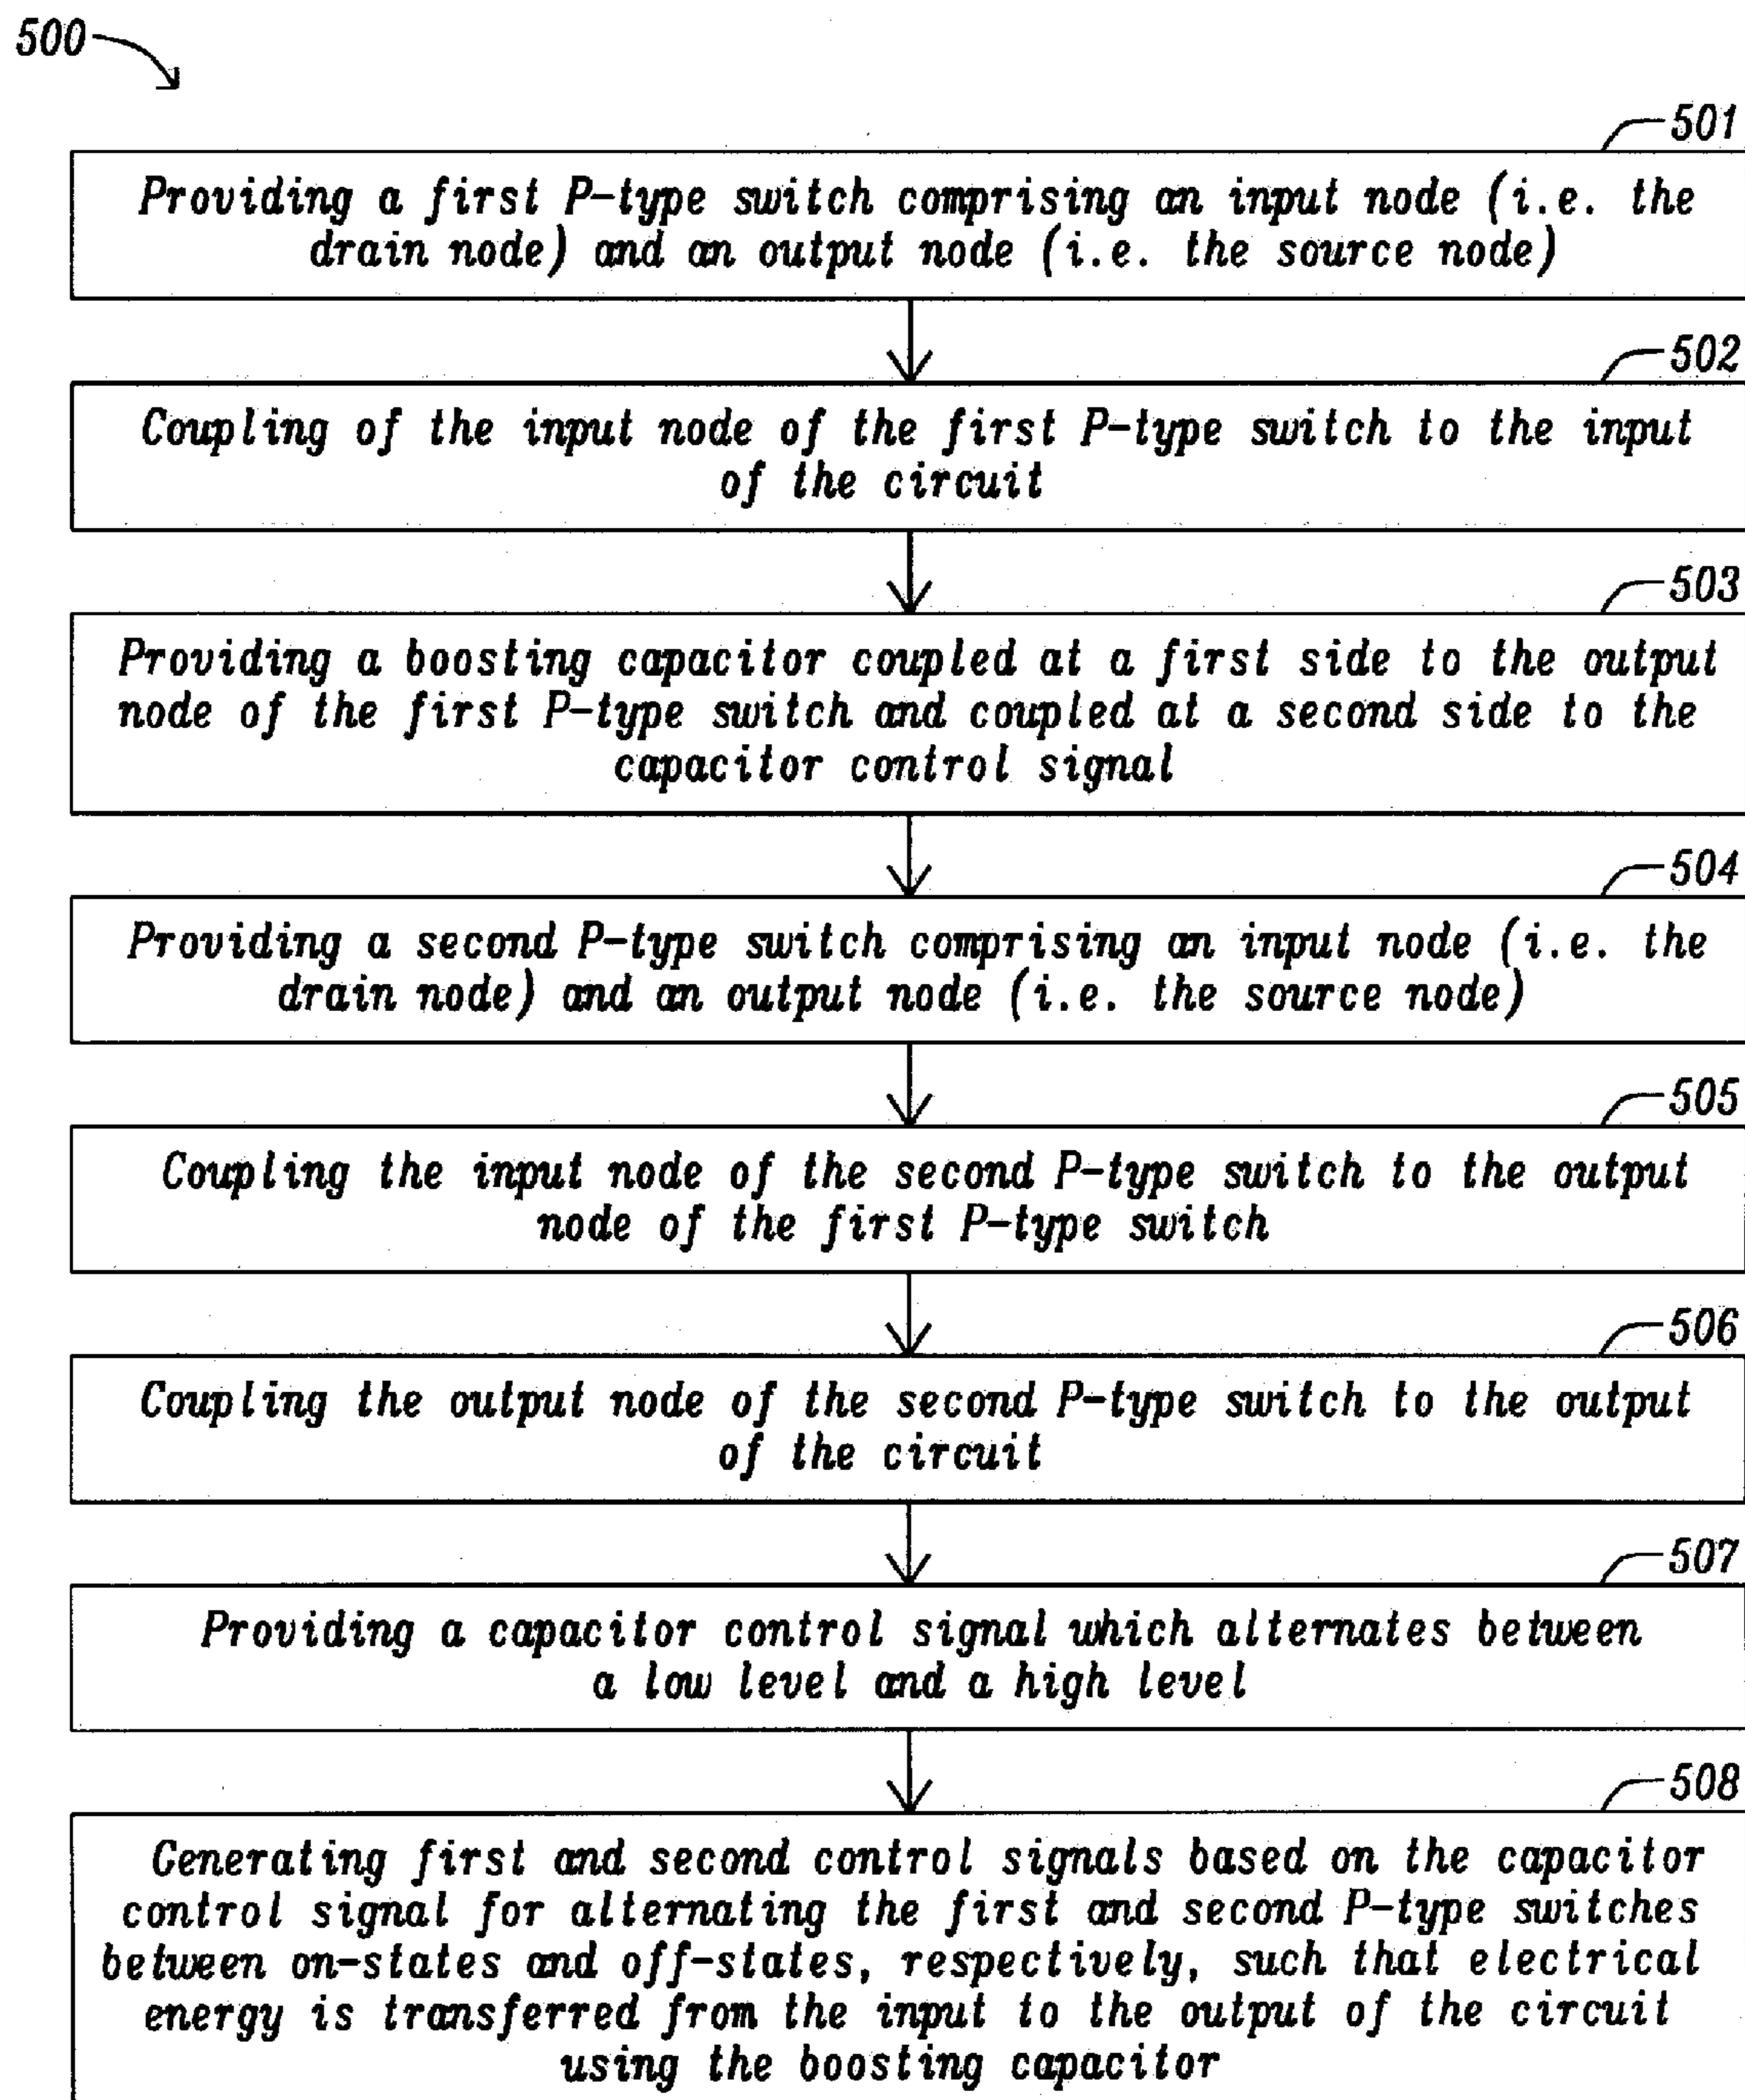 500
501
Providing a first P-type switch comprising an input node (i.e. the
drain node) and an output node (i.e. the source node)
502
Coupling of the input node of the first P-type switch to the input
of the circuit
503
Providing a boosting capacitor coupled at a first side to the output
node of the first P-type switch and coupled at a second side to the
capacitor control signal
504
Providing a second P-type switch comprising an input node (i.e. the
drain node) and an output node (i.e. the source node)
505
Coupling the input node of the second P-type switch to the output
node of the first P-type switch
506
Coupling the output node of the second P-type switch to the output
of the circuit
507
Providing a capacitor control signal which alternates between
a low level and a high level
508
Generating first and second control signals based on the capacitor
control signal for alternating the first and second P-type switches
between on-states and off-states, respectively, such that electrical
energy is transferred from the input to the output of the circuit
using the boosting capacitor